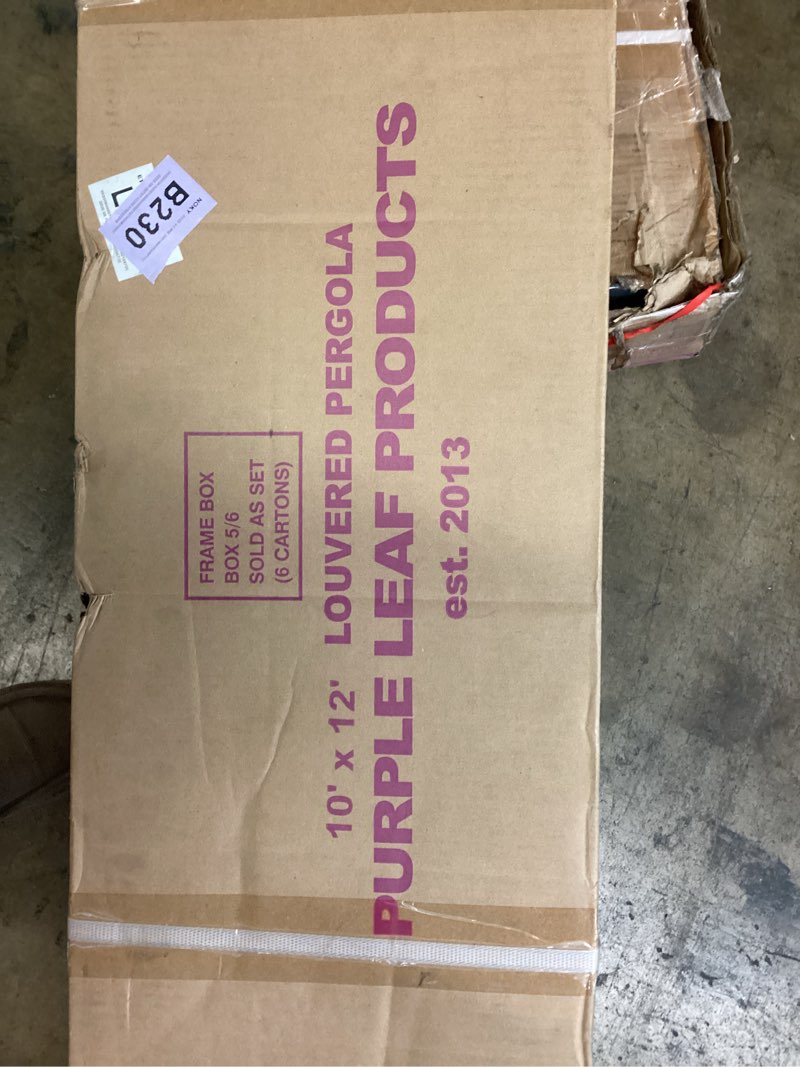 10' x 12' LOUVERED PERGOLA
PURPLE LEAF PRODUCTS
est. 2013
FRAME BOX
BOX 5/6
SOLD AS SET
(6 CARTONS)
NOKY
B230
L